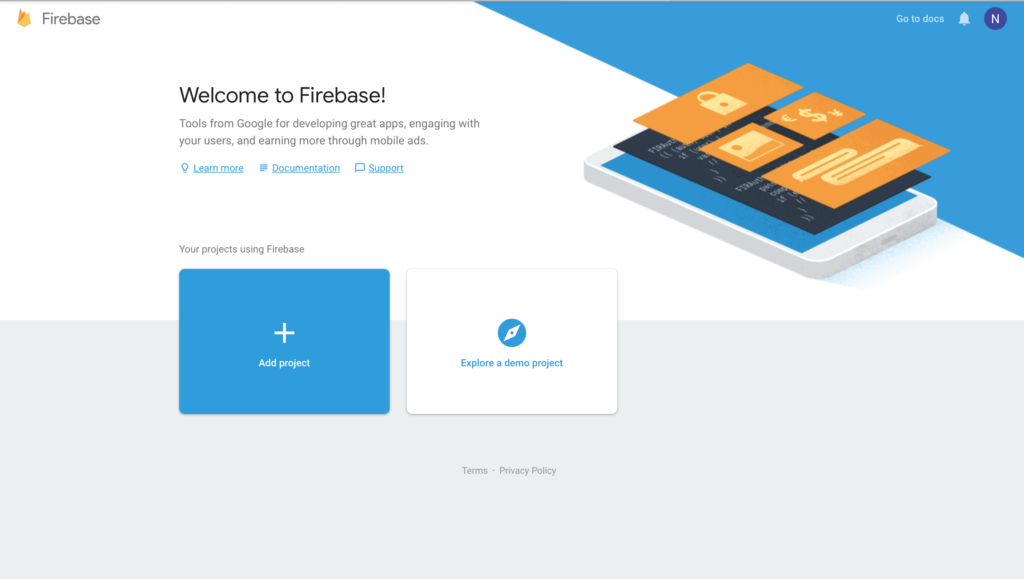 Firebase
Go to docs
N
Welcome to Firebase!
Tools from Google for developing great apps, engaging with
your users, and earning more through mobile ads.
Learn more
Documentation
Support
Your projects using Firebase
Add project
Explore a demo project
Terms · Privacy Policy